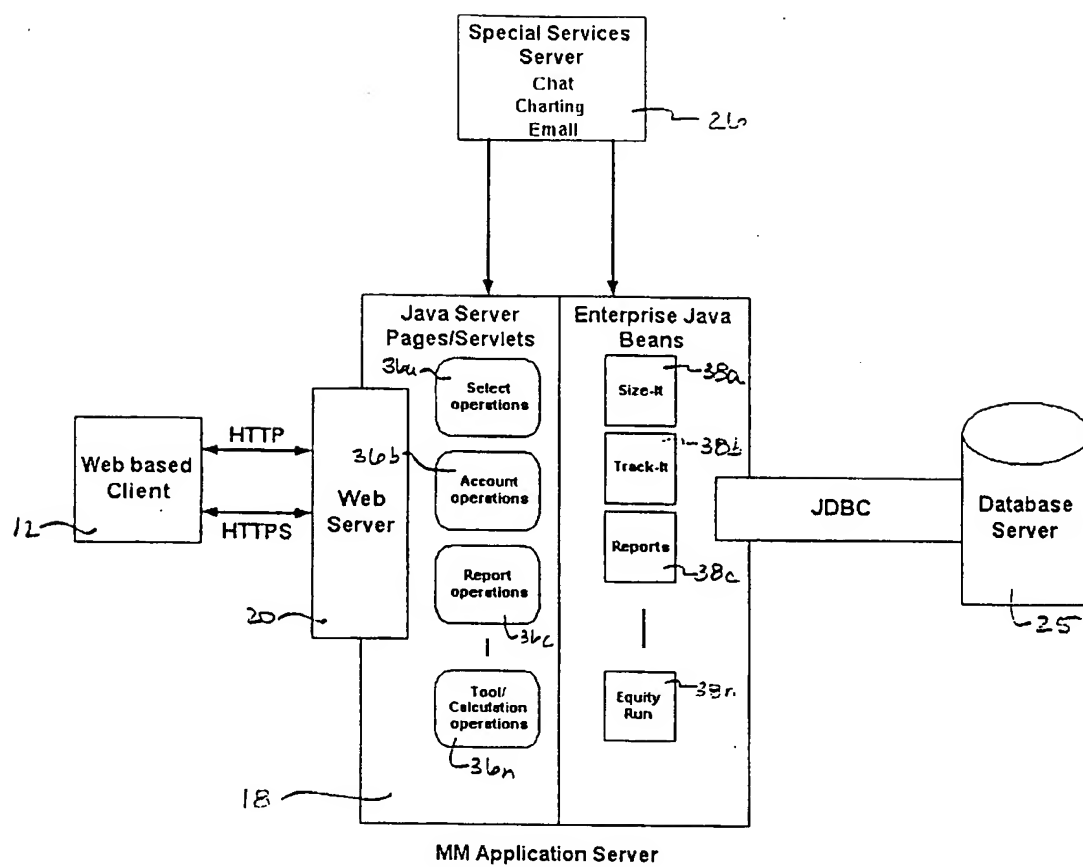 Special Services
Server
Chat
Charting
Email
26
Java Server
Pages/Servlets
Enterprise Java
Beans
36a
Select
operations
38a
Size-It
HTTP
Web based
Client
HTTPS
12
Web
Server
20
36b
Account
operations
38b
Track-It
JDBC
Database
Server
25
Report
operations
36c
Reports
38c
Tool/
Calculation
operations
36n
Equity
Run
38n
18
MM Application Server